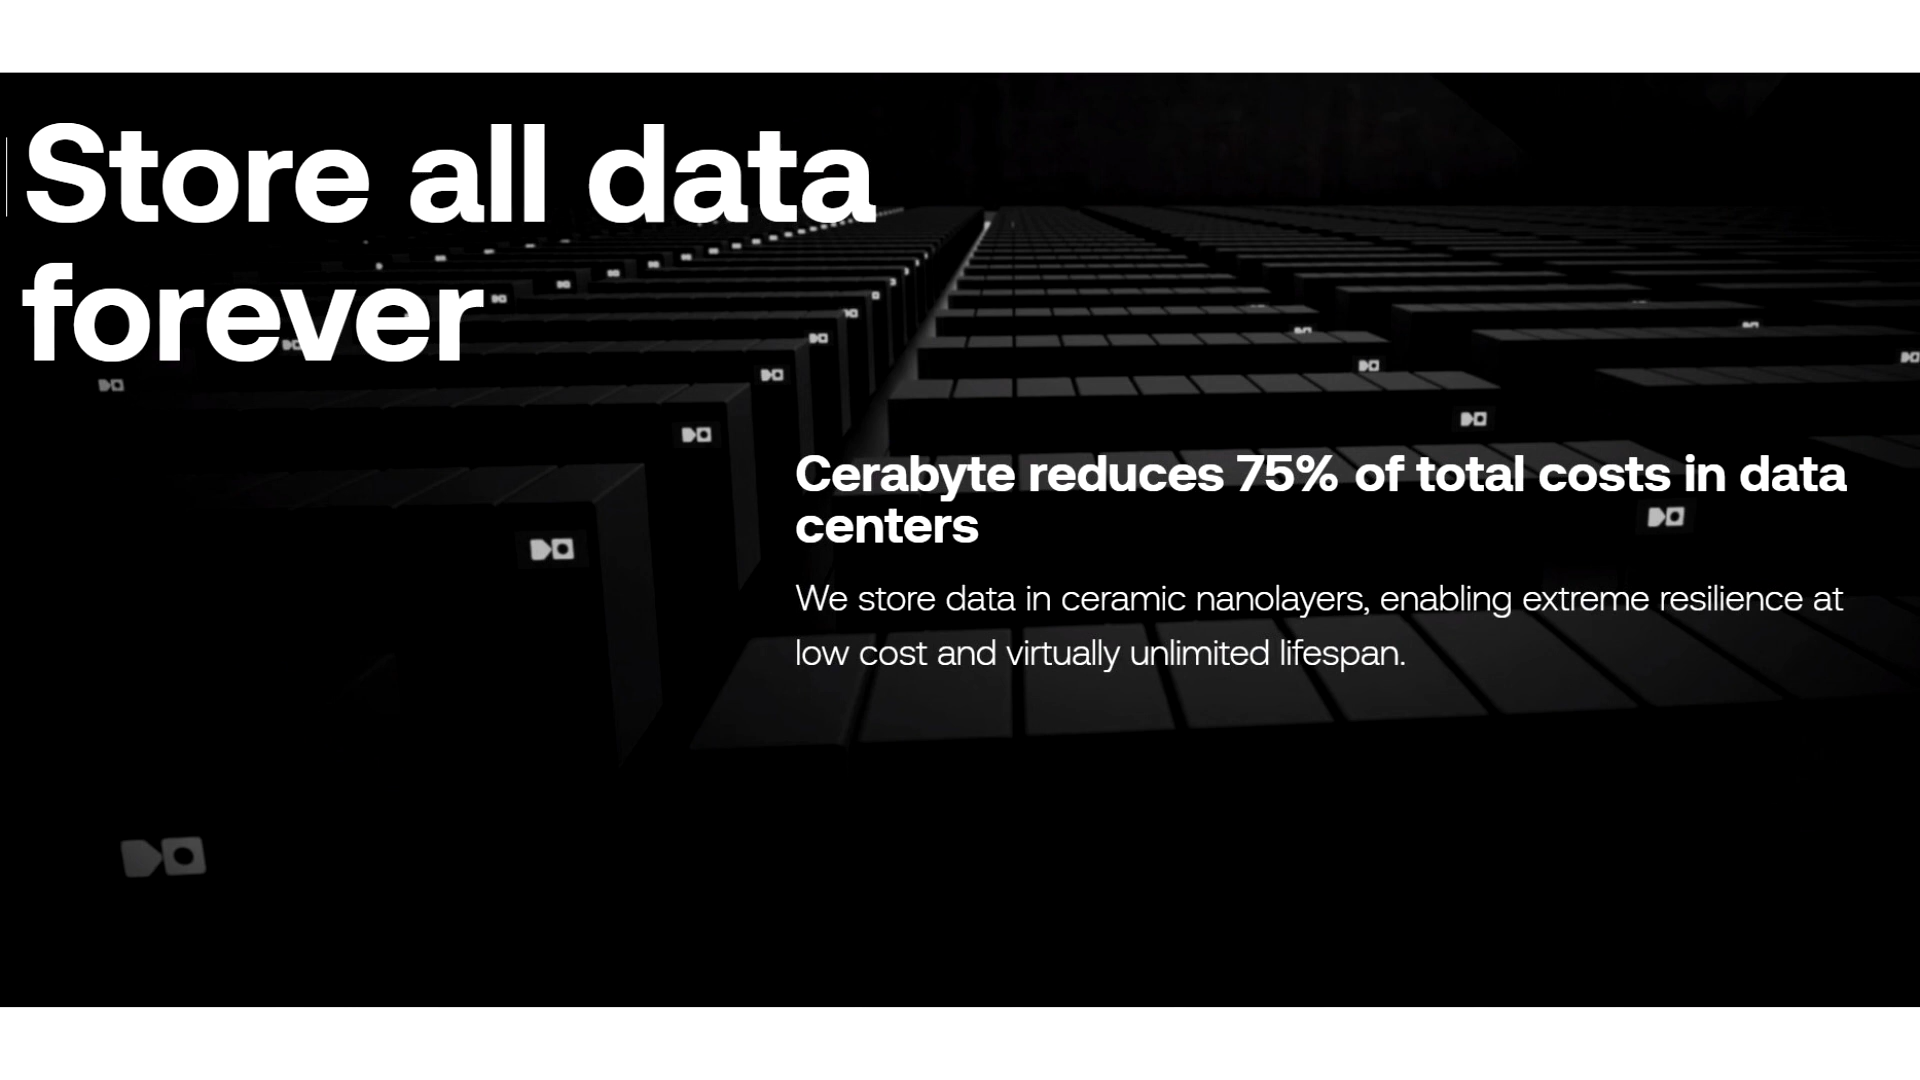 Store all data
forever
Cerabyte reduces 75% of total costs in data
centers
We store data in ceramic nanolayers, enabling extreme resilience at
low cost and virtually unlimited lifespan.